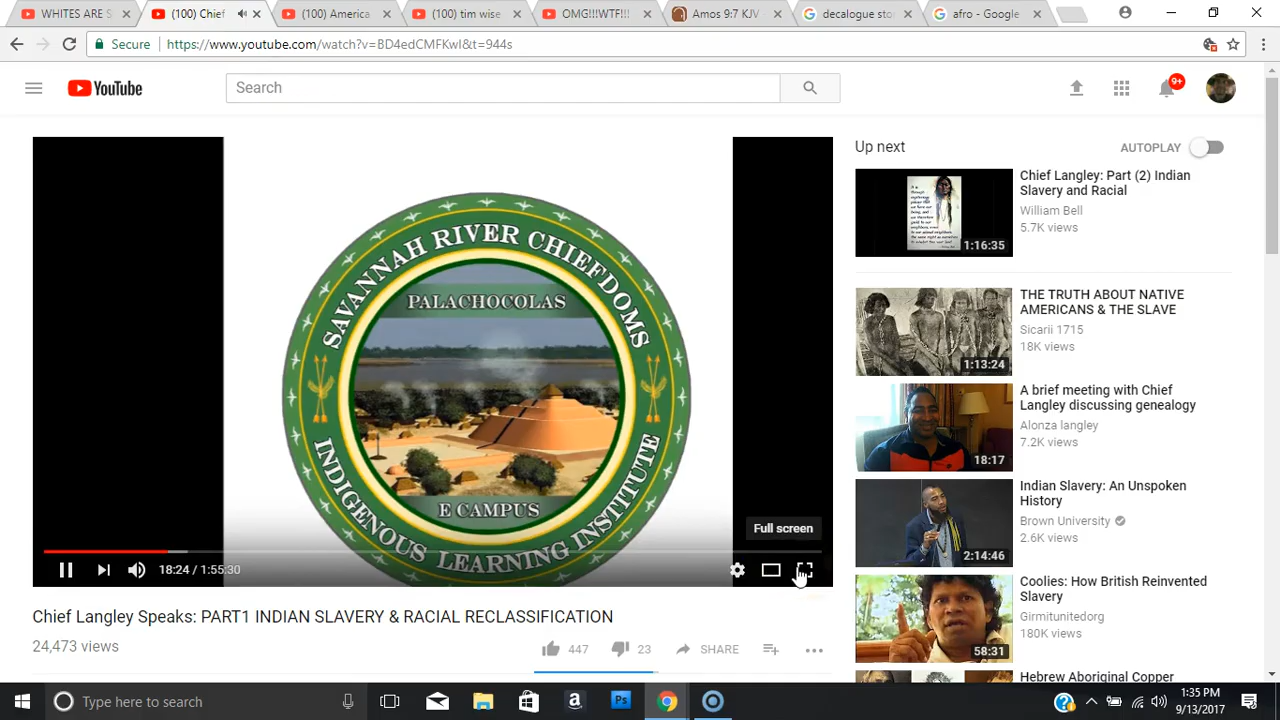 WHITES ARE S
(100) Chief
(100) America
(100) tim wise
OMG!!!WTF!!!
Amos 9:7 KJV
decalogue sto
afro - Google
Secure
https://www.youtube.com/watch?v=BD4edCMFKwI&t=944s
YouTube
Search
9+
SAVANNAH RIVER CHIEFDOMS
PALACHOCOLAS
E CAMPUS
INDIGENOUS LEARNING INSTITUTE
Full screen
18:24 / 1:55:30
Chief Langley Speaks: PART1 INDIAN SLAVERY & RACIAL RECLASSIFICATION
24,473 views
447
23
SHARE
Up next
AUTOPLAY
Chief Langley: Part (2) Indian
Slavery and Racial
William Bell
5.7K views
1:16:35
THE TRUTH ABOUT NATIVE
AMERICANS & THE SLAVE
Sicarii 1715
18K views
1:13:24
A brief meeting with Chief
Langley discussing genealogy
Alonza langley
7.2K views
18:17
Indian Slavery: An Unspoken
History
Brown University
2.6K views
2:14:46
Coolies: How British Reinvented
Slavery
Girmitunitedorg
180K views
58:31
Hebrew Aboriginal Copper
Type here to search
1:35 PM
9/13/2017